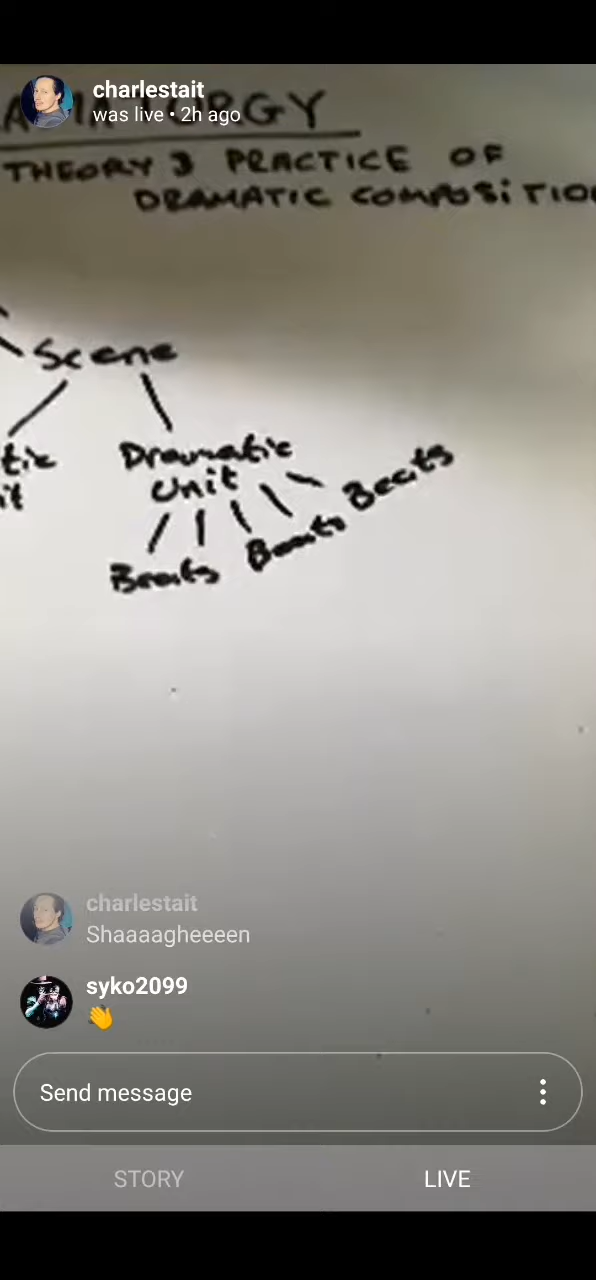 charlestait
was live • 2h ago
THEORY & PRACTICE OF
DRAMATIC COMPOSITION
Scene
Dramatic
Unit
Beats Beats Beats
charlestait
Shaaaagheeeen
syko2099
👏
Send message
STORY LIVE